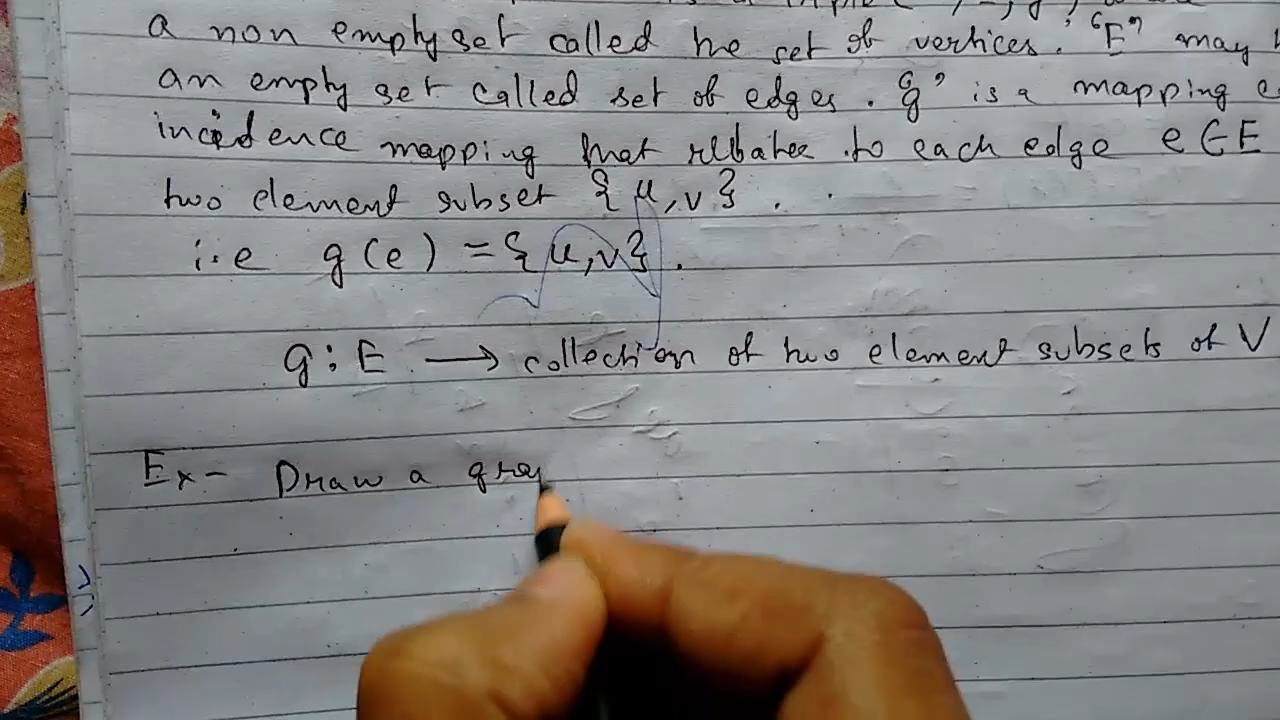 a non empty set called the set of vertices. 'E' may
an empty set called set of edges. 'g' is a mapping
incidence mapping that relates to each edge e ∈ E
two element subset {u, v}.
i.e g(e) = {u, v}.
g : E → collection of two element subsets of V
Ex- Draw a grap